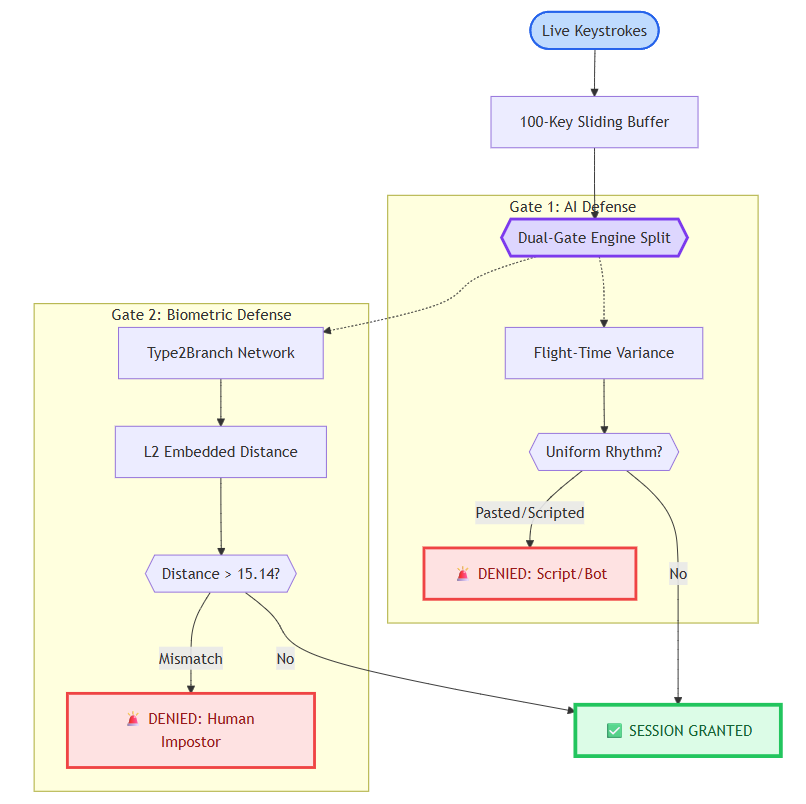 Live Keystrokes
100-Key Sliding Buffer
Gate 1: AI Defense
Dual-Gate Engine Split
Gate 2: Biometric Defense
Type2Branch Network
Flight-Time Variance
L2 Embedded Distance
Uniform Rhythm?
Pasted/Scripted
Distance > 15.14?
🚨 DENIED: Script/Bot
No
Mismatch
No
🚨 DENIED: Human
Impostor
✅ SESSION GRANTED